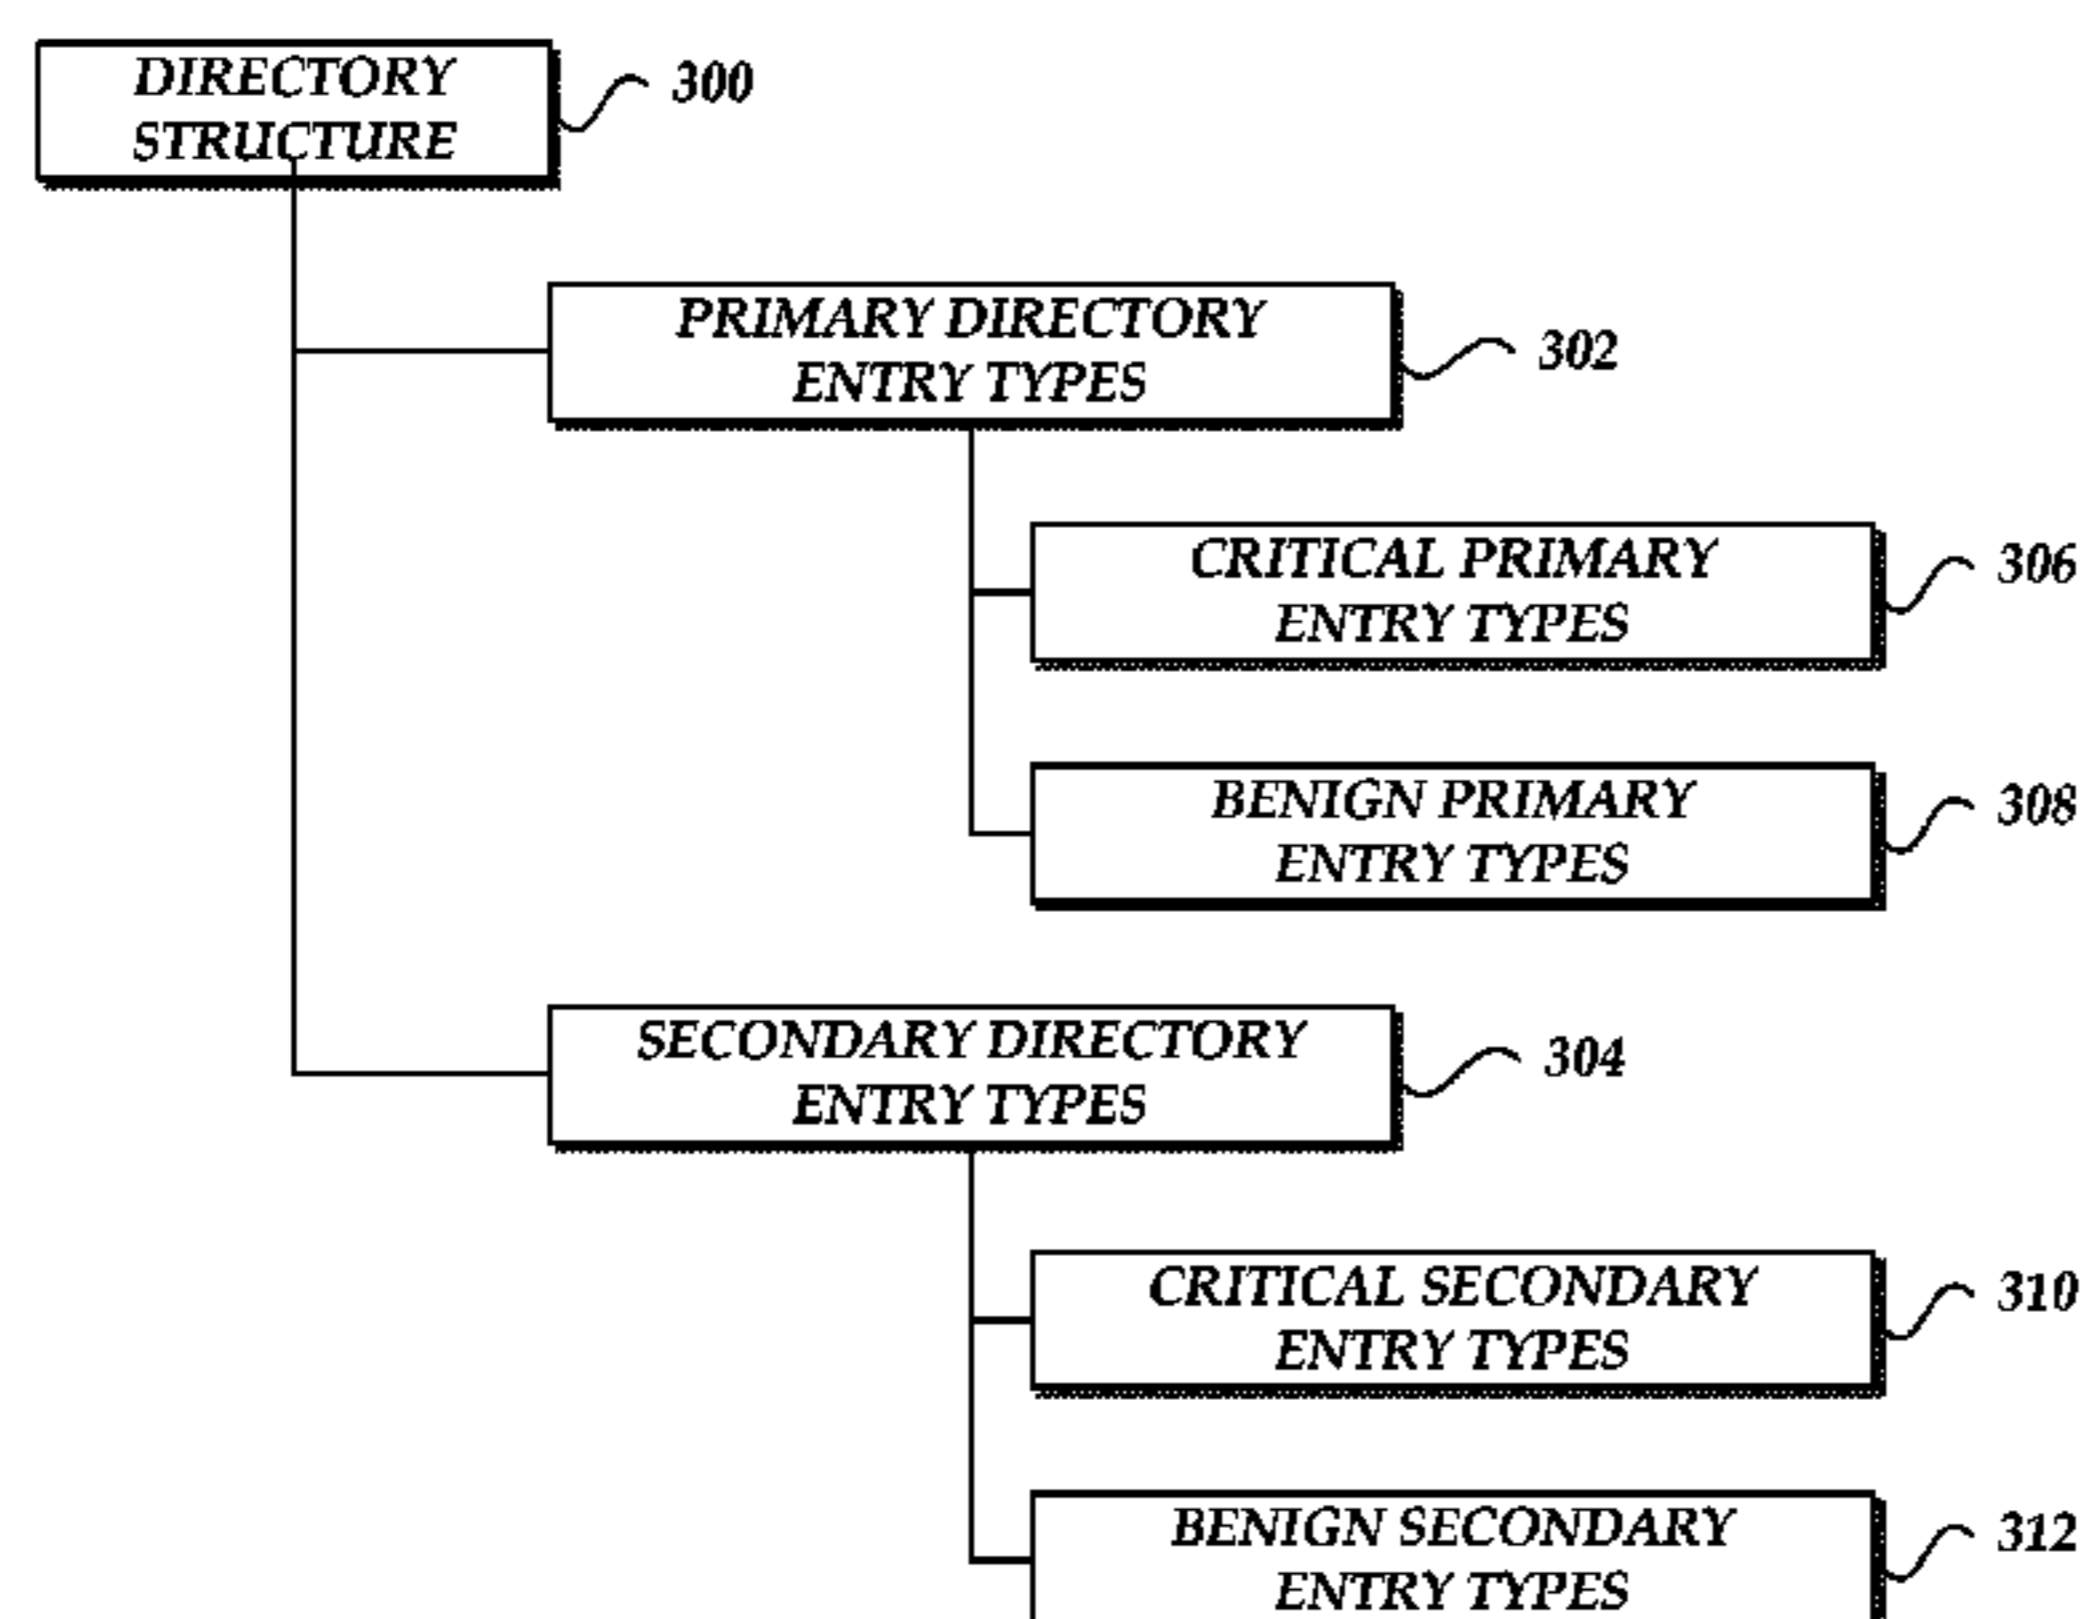 DIRECTORY
STRUCTURE
300
PRIMARY DIRECTORY
ENTRY TYPES
302
CRITICAL PRIMARY
ENTRY TYPES
306
BENIGN PRIMARY
ENTRY TYPES
308
SECONDARY DIRECTORY
ENTRY TYPES
304
CRITICAL SECONDARY
ENTRY TYPES
310
BENIGN SECONDARY
ENTRY TYPES
312